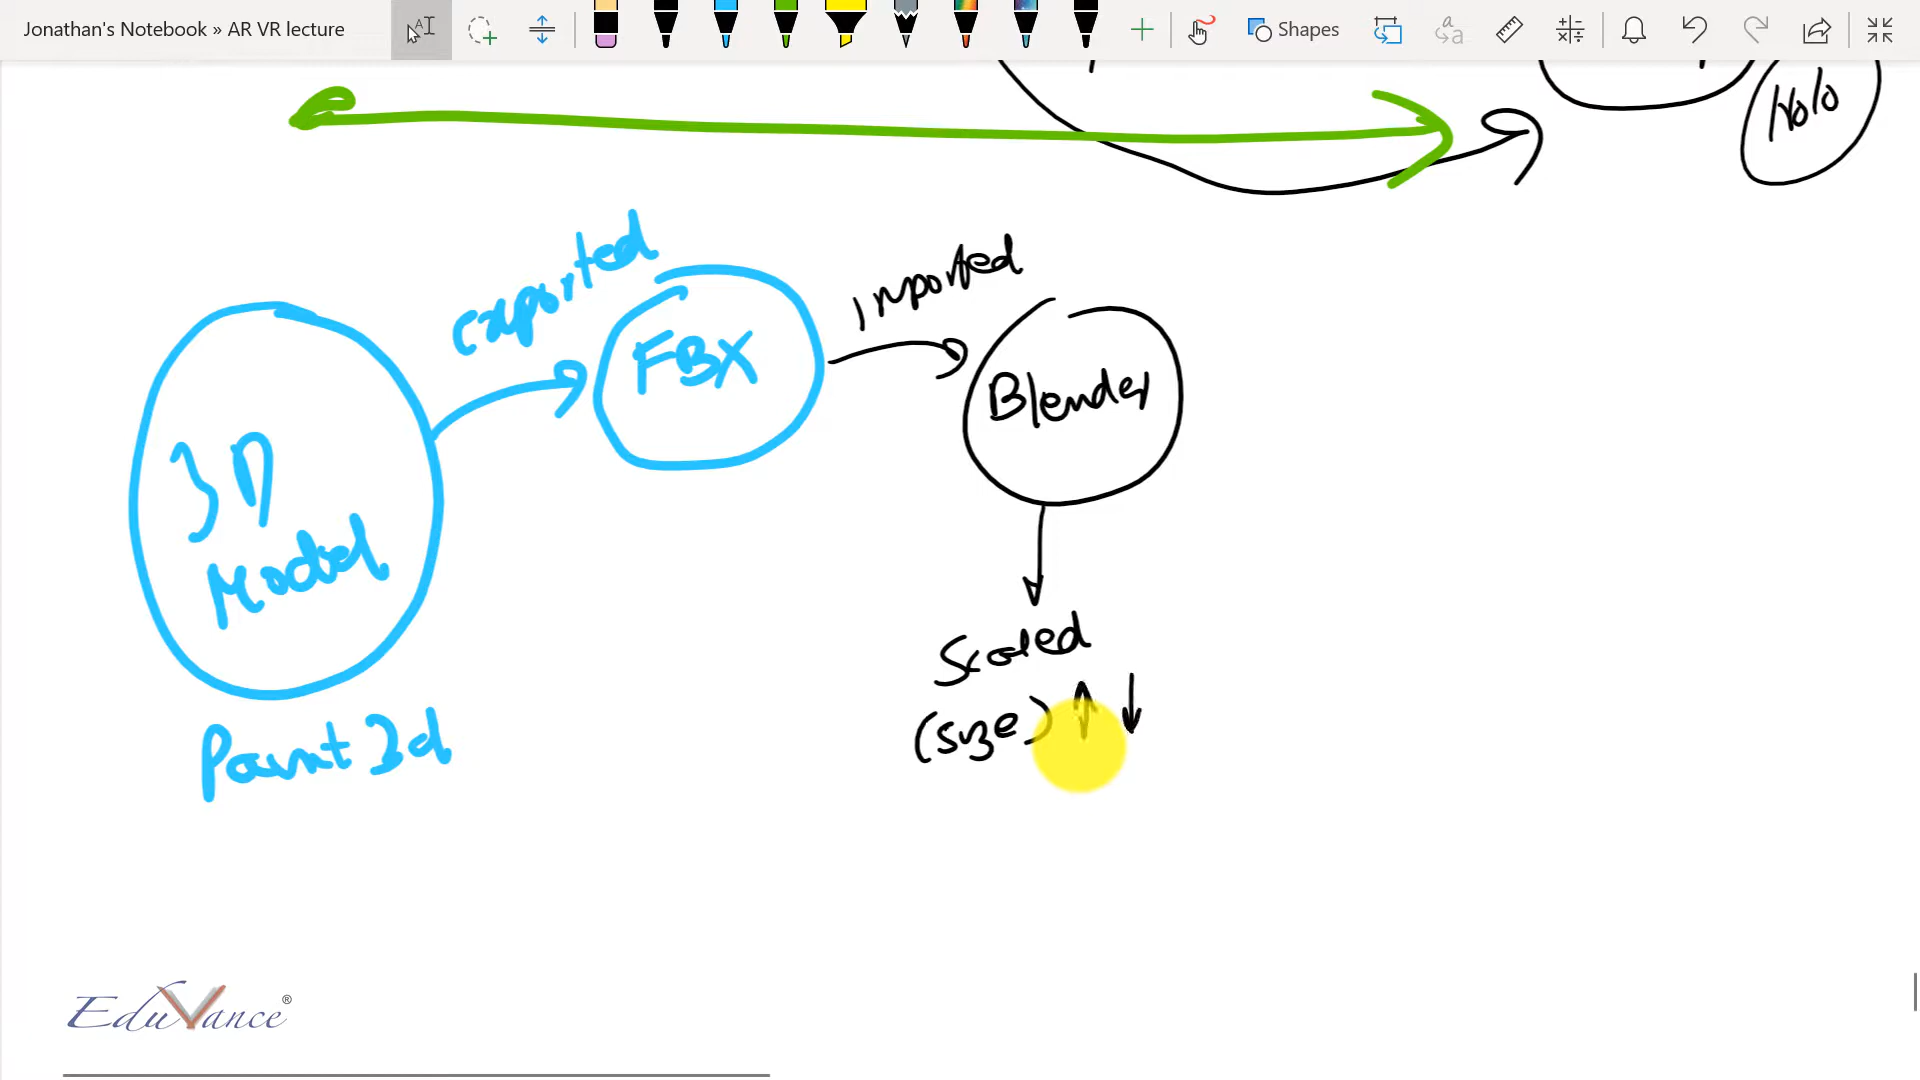 Jonathan's Notebook » AR VR lecture
Shapes
Holo
exported
imported
FBX
Blender
3D
Model
Scaled
(size)
Paint 3d
EduVance®